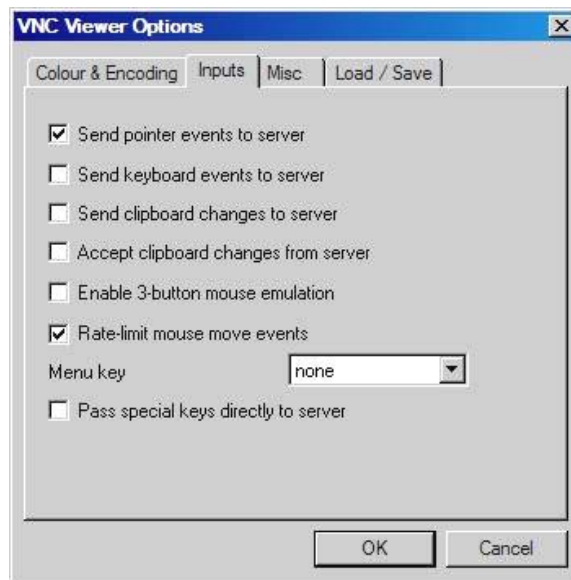 VNC Viewer Options
Colour & Encoding Inputs Misc Load / Save
Send pointer events to server
Send keyboard events to server
Send clipboard changes to server
Accept clipboard changes from server
Enable 3-button mouse emulation
Rate-limit mouse move events
Menu key none
Pass special keys directly to server
OK Cancel